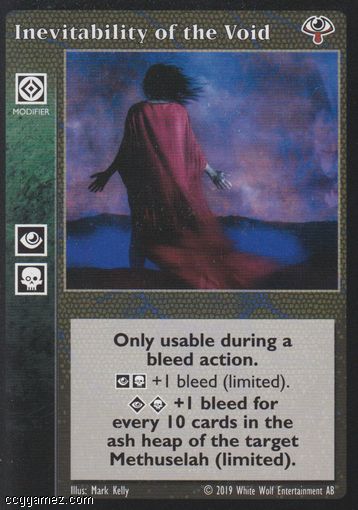 Inevitability of the Void
MODIFIER
Only usable during a
bleed action.
+1 bleed (limited).
+1 bleed for
every 10 cards in the
ash heap of the target
Methuselah (limited).
Illus: Mark Kelly © 2019 White Wolf Entertainment AB
ccggamez.com